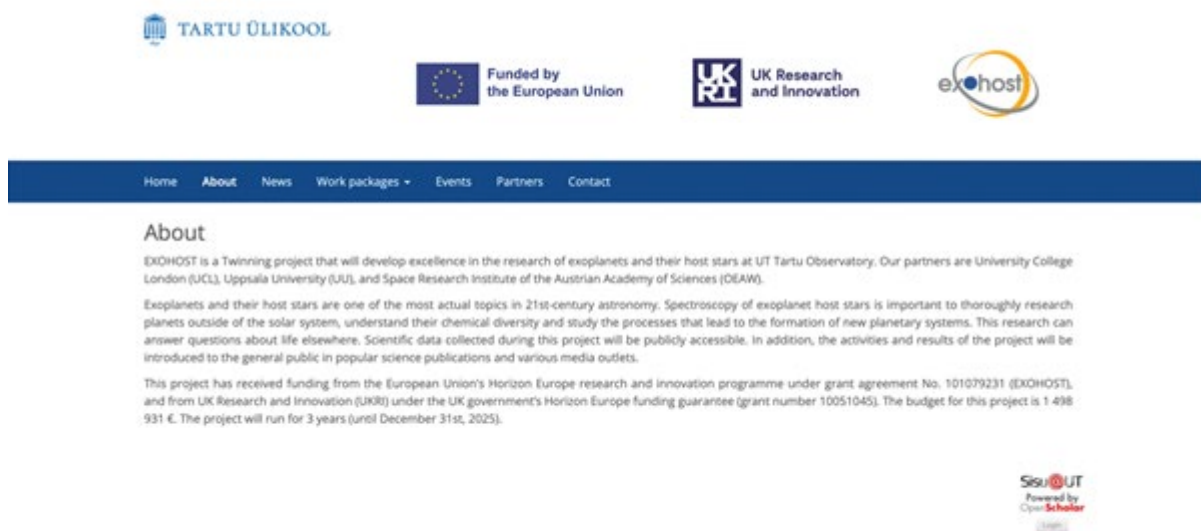 TARTU ÜLIKOOL
Funded by
the European Union
UK
RI
UK Research
and Innovation
exohost
Home About News Work packages Events Partners Contact
About
EXOHOST is a Twinning project that will develop excellence in the research of exoplanets and their host stars at UT Tartu Observatory. Our partners are University College
London (UCL), Uppsala University (UU), and Space Research Institute of the Austrian Academy of Sciences (OEAW).
Exoplanets and their host stars are one of the most actual topics in 21st-century astronomy. Spectroscopy of exoplanet host stars is important to thoroughly research
planets outside of the solar system, understand their chemical diversity and study the processes that lead to the formation of new planetary systems. This research can
answer questions about life elsewhere. Scientific data collected during this project will be publicly accessible. In addition, the activities and results of the project will be
introduced to the general public in popular science publications and various media outlets.
This project has received funding from the European Union's Horizon Europe research and innovation programme under grant agreement No. 101079231 (EXOHOST),
and from UK Research and Innovation (UKRI) under the UK government's Horizon Europe funding guarantee (grant number 10051045). The budget for this project is 1 498
931 €. The project will run for 3 years (until December 31st, 2025).
Sisu@UT
Powered by
OpenScholar
Login